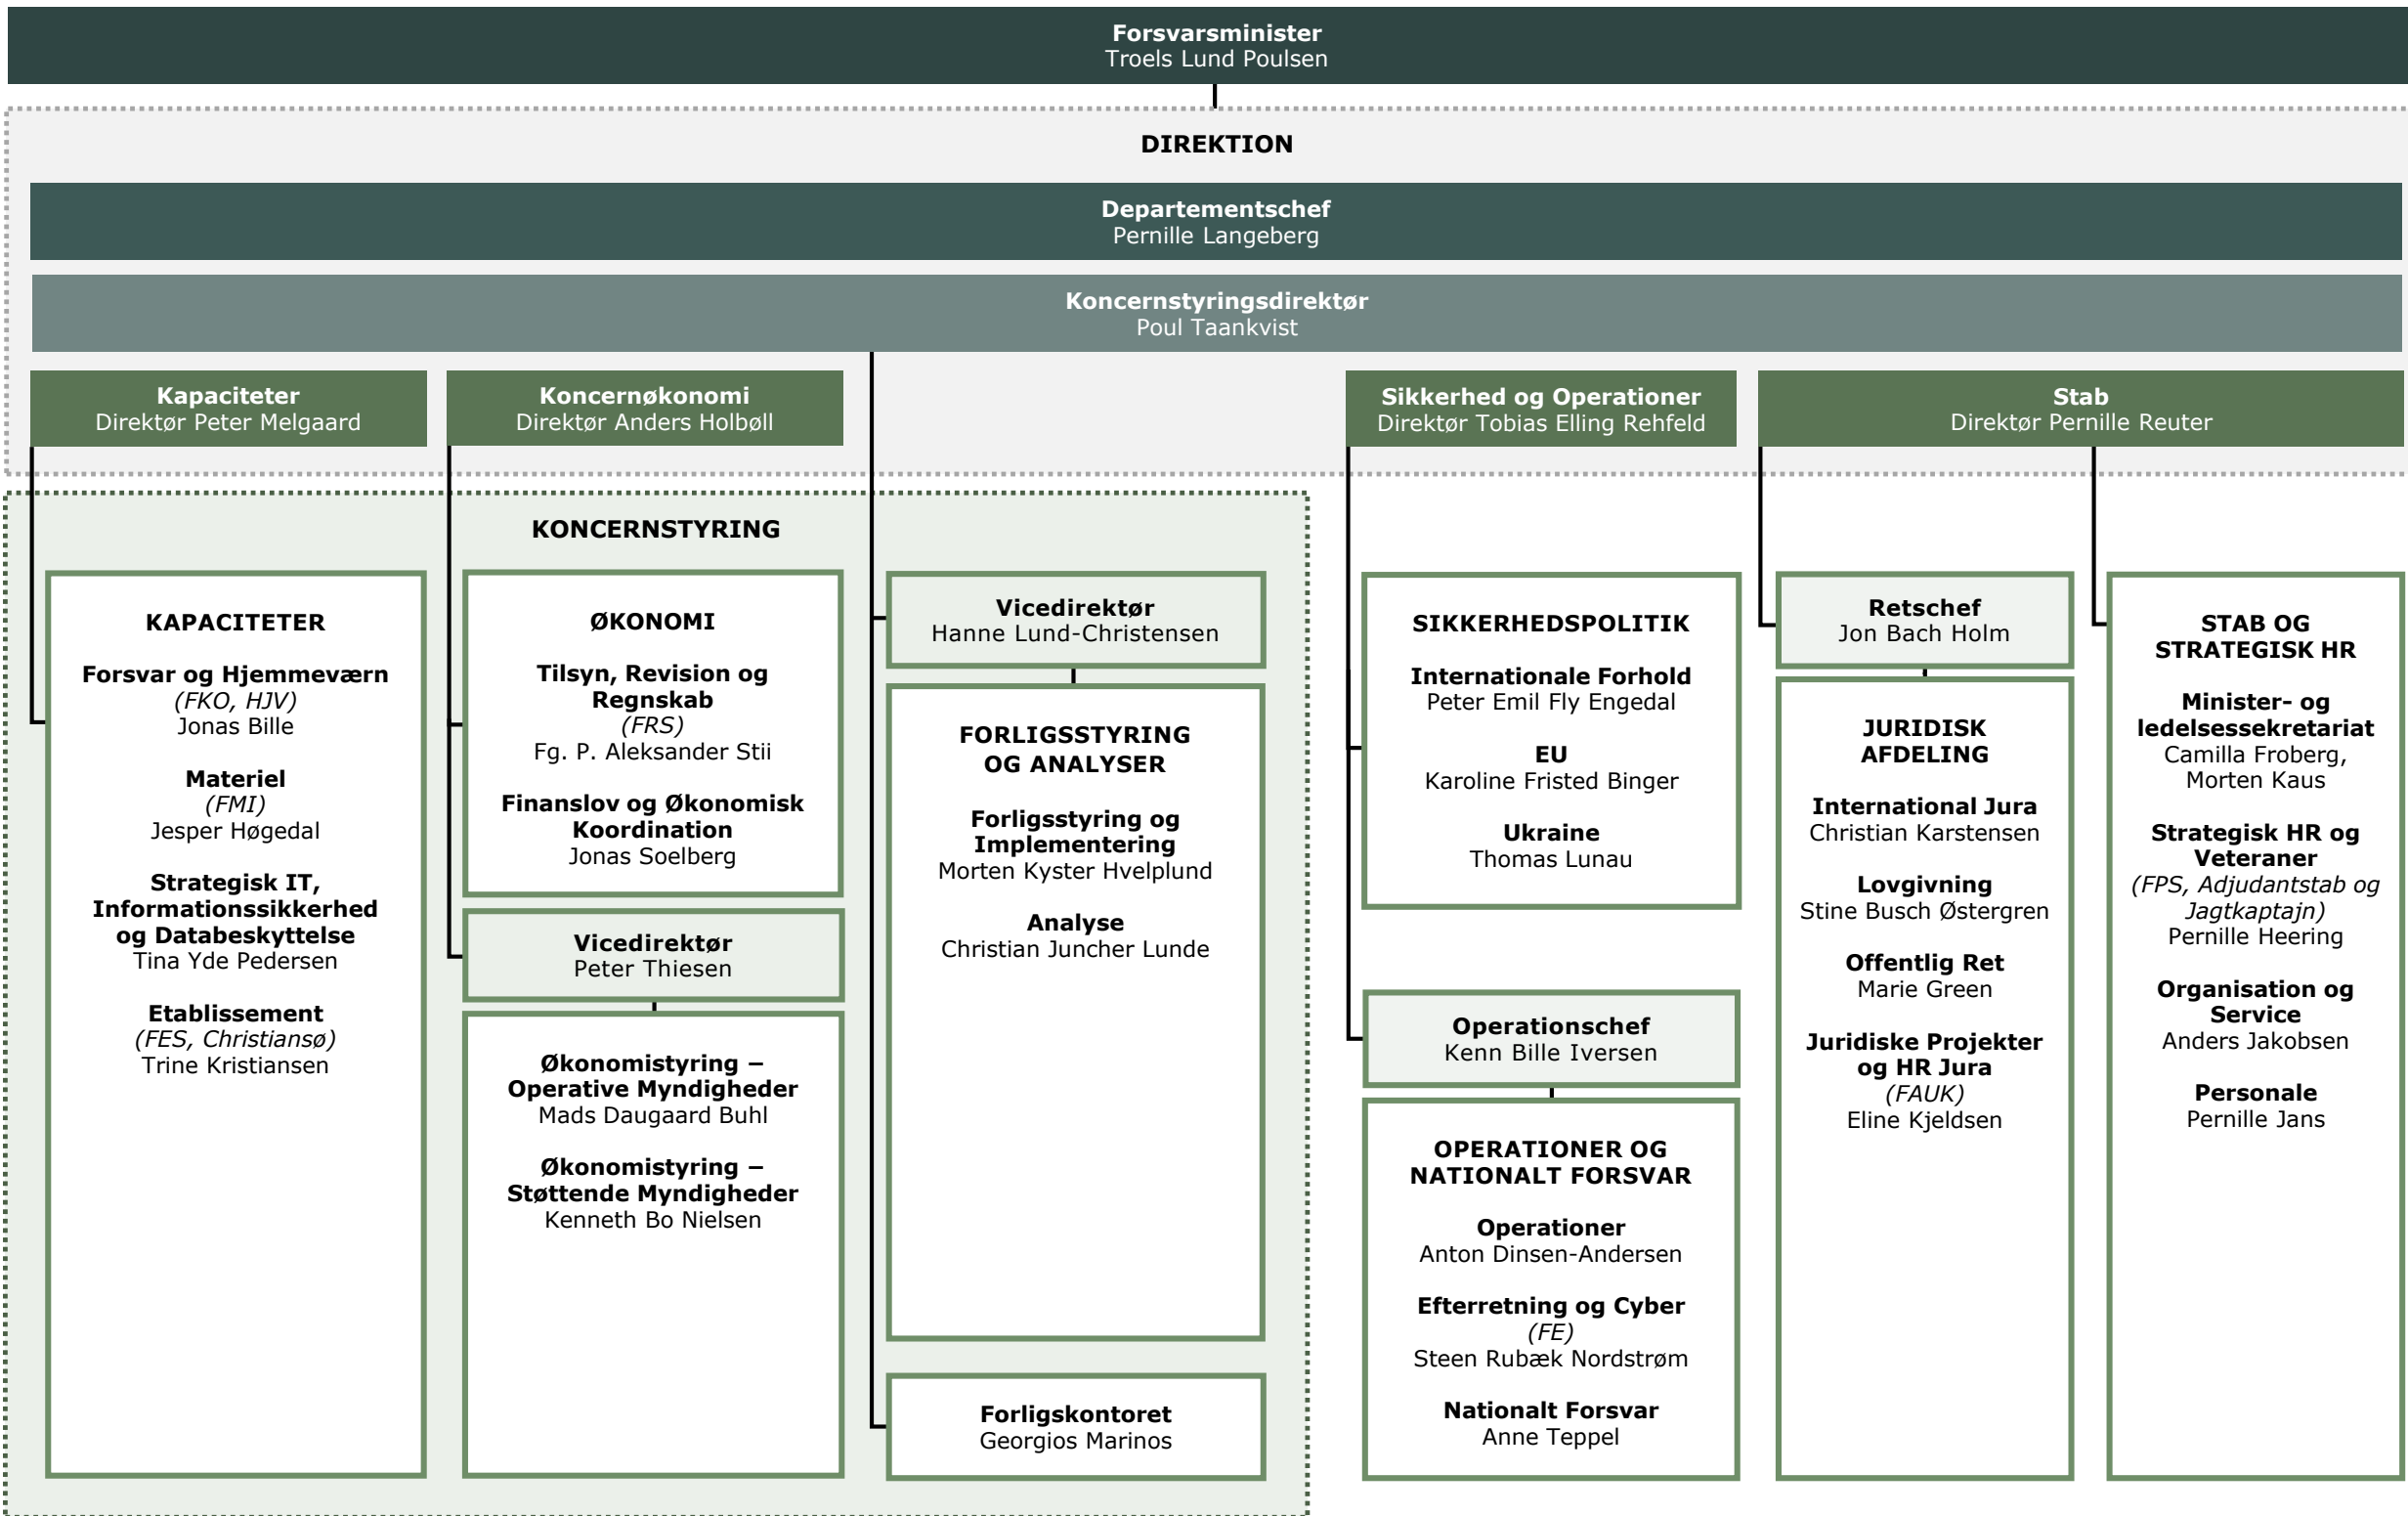 Forsvarsminister
Troels Lund Poulsen
DIREKTION
Departementschef
Pernille Langeberg
Koncernstyringsdirektør
Poul Taankvist
Kapaciteter
Direktør Peter Melgaard
Koncernøkonomi
Direktør Anders Holbøll
Sikkerhed og Operationer
Direktør Tobias Elling Rehfeld
Stab
Direktør Pernille Reuter
KONCERNSTYRING
KAPACITETER
Forsvar og Hjemmeværn
(FKO, HJV)
Jonas Bille
Materiel
(FMI)
Jesper Høgedal
Strategisk IT,
Informationssikkerhed
og Databeskyttelse
Tina Yde Pedersen
Etablissement
(FES, Christiansø)
Trine Kristiansen
ØKONOMI
Tilsyn, Revision og
Regnskab
(FRS)
Fg. P. Aleksander Stii
Finanslov og Økonomisk
Koordination
Jonas Soelberg
Vicedirektør
Peter Thiesen
Økonomistyring –
Operative Myndigheder
Mads Daugaard Buhl
Økonomistyring –
Støttende Myndigheder
Kenneth Bo Nielsen
Vicedirektør
Hanne Lund-Christensen
FORLIGSSTYRING
OG ANALYSER
Forligsstyring og
Implementering
Morten Kyster Hvelplund
Analyse
Christian Juncher Lunde
Forligskontoret
Georgios Marinos
SIKKERHEDSPOLITIK
Internationale Forhold
Peter Emil Fly Engedal
EU
Karoline Fristed Binger
Ukraine
Thomas Lunau
Operationschef
Kenn Bille Iversen
OPERATIONER OG
NATIONALT FORSVAR
Operationer
Anton Dinsen-Andersen
Efterretning og Cyber
(FE)
Steen Rubæk Nordstrøm
Nationalt Forsvar
Anne Teppel
Retschef
Jon Bach Holm
JURIDISK
AFDELING
International Jura
Christian Karstensen
Lovgivning
Stine Busch Østergren
Offentlig Ret
Marie Green
Juridiske Projekter
og HR Jura
(FAUK)
Eline Kjeldsen
STAB OG
STRATEGISK HR
Minister- og
ledelsessekretariat
Camilla Froberg,
Morten Kaus
Strategisk HR og
Veteraner
(FPS, Adjudantstab og
Jagtkaptajn)
Pernille Heering
Organisation og
Service
Anders Jakobsen
Personale
Pernille Jans